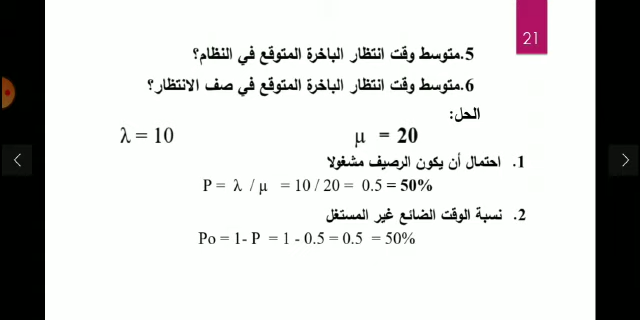 21
5.متوسط وقت انتظار الباخرة المتوقع في النظام؟
6.متوسط وقت انتظار الباخرة المتوقع في صف الانتظار؟
الحل:
λ = 10 μ = 20
1. احتمال أن يكون الرصيف مشغولا
P = λ / μ = 10 / 20 = 0.5 = 50%
2. نسبة الوقت الضائع غير المستغل
Po = 1- P = 1 - 0.5 = 0.5 = 50%